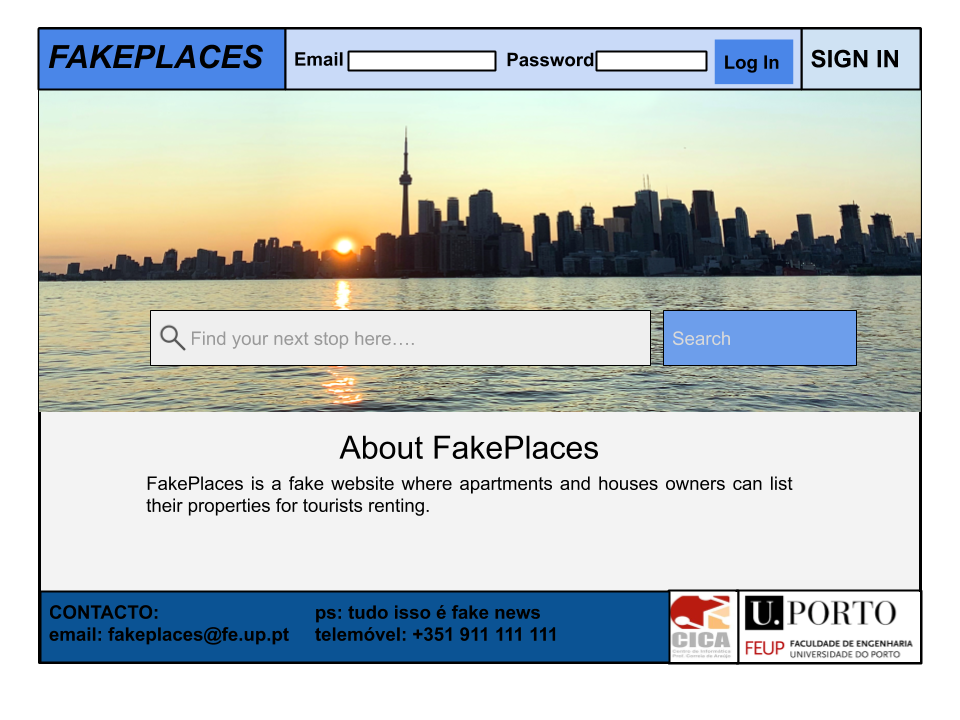 FAKEPLACES
Email
Password
Log In
SIGN IN
Find your next stop here….
Search
About FakePlaces
FakePlaces is a fake website where apartments and houses owners can list
their properties for tourists renting.
CONTACTO:
email: fakeplaces@fe.up.pt
ps: tudo isso é fake news
telemóvel: +351 911 111 111
CICA
Centro de Informática
Prof. Correia de Araújo
U.PORTO
FEUP FACULDADE DE ENGENHARIA
UNIVERSIDADE DO PORTO